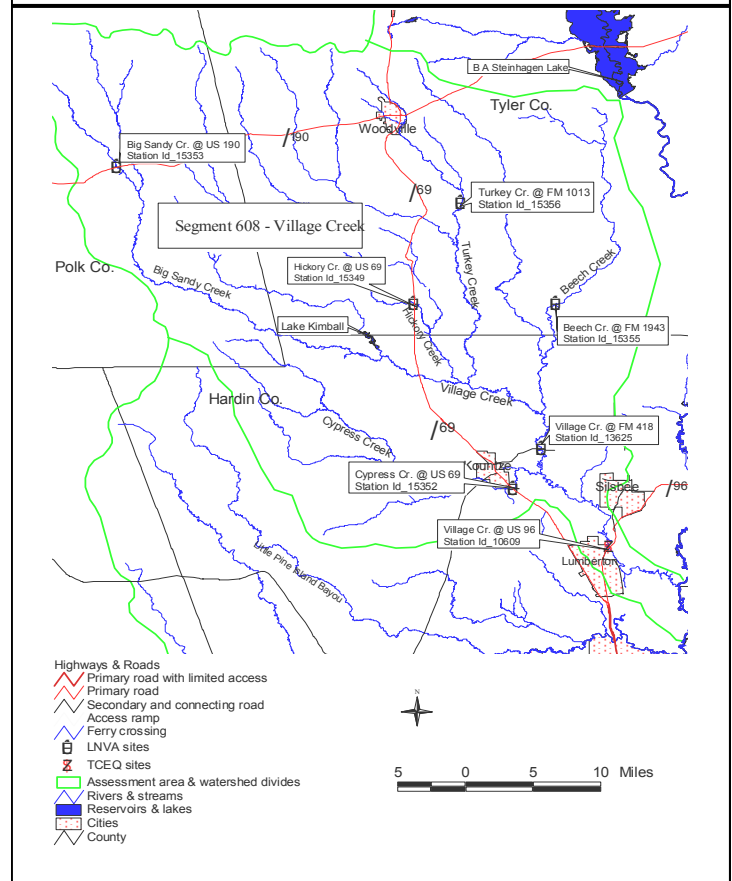 B A Steinhagen Lake
Tyler Co.
Woodville
190
Big Sandy Cr. @ US 190
Station Id_15353
69
Turkey Cr. @ FM 1013
Station Id_15356
Segment 608 - Village Creek
Polk Co.
Big Sandy Creek
Hickory Cr. @ US 69
Station Id_15349
Turkey Creek
Beech Creek
Lake Kimball
Hickory Creek
Beech Cr. @ FM 1943
Station Id_15355
Village Creek
Hardin Co.
Cypress Creek
69
Village Cr. @ FM 418
Station Id_13625
Kountze
Cypress Cr. @ US 69
Station Id_15352
Silsbee
96
Village Cr. @ US 96
Station Id_10609
Lumberton
Little Pine Island Bayou
Highways & Roads
Primary road with limited access
Primary road
Secondary and connecting road
Access ramp
Ferry crossing
LNVA sites
TCEQ sites
Assessment area & watershed divides
Rivers & streams
Reservoirs & lakes
Cities
County
N
5 0 5 10 Miles